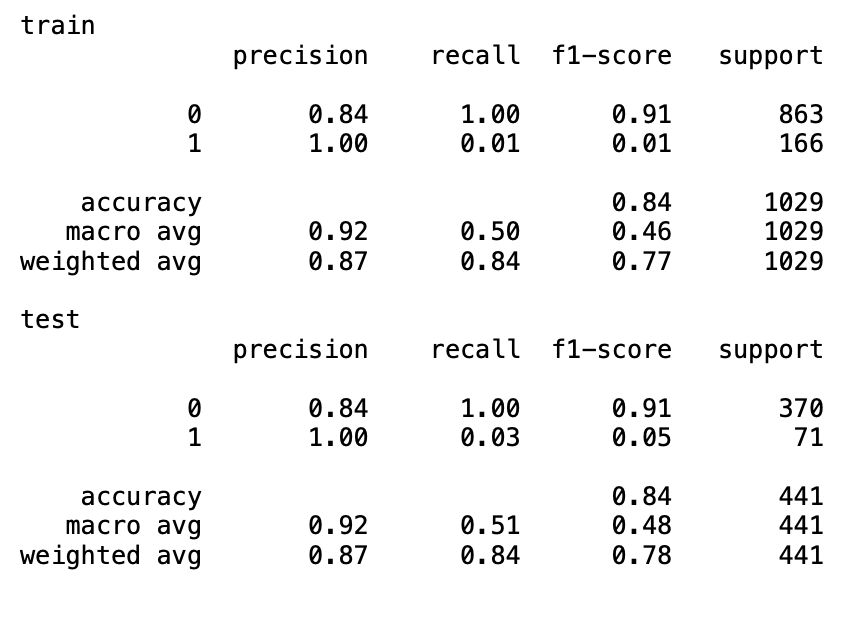 train
precision recall f1-score support
0 0.84 1.00 0.91 863
1 1.00 0.01 0.01 166
accuracy 0.84 1029
macro avg 0.92 0.50 0.46 1029
weighted avg 0.87 0.84 0.77 1029
test
precision recall f1-score support
0 0.84 1.00 0.91 370
1 1.00 0.03 0.05 71
accuracy 0.84 441
macro avg 0.92 0.51 0.48 441
weighted avg 0.87 0.84 0.78 441